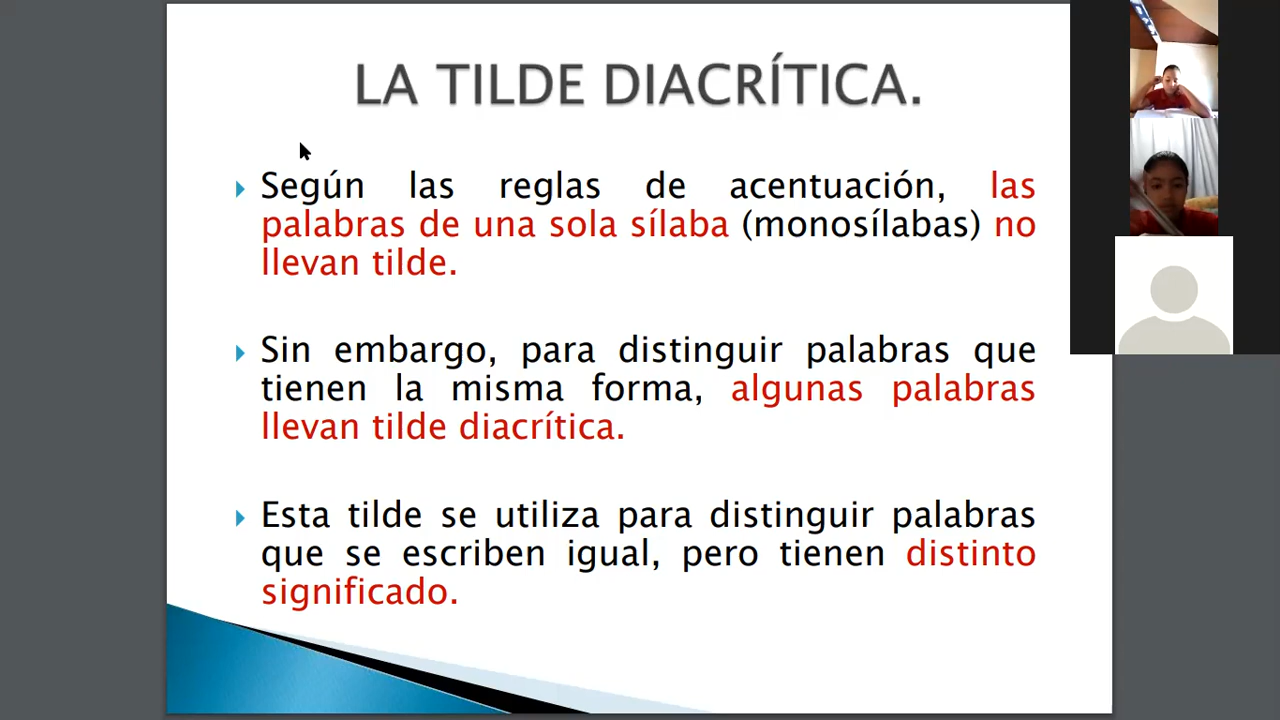 LA TILDE DIACRÍTICA.
Según las reglas de acentuación, las
palabras de una sola sílaba (monosílabas) no
llevan tilde.
Sin embargo, para distinguir palabras que
tienen la misma forma, algunas palabras
llevan tilde diacrítica.
Esta tilde se utiliza para distinguir palabras
que se escriben igual, pero tienen distinto
significado.